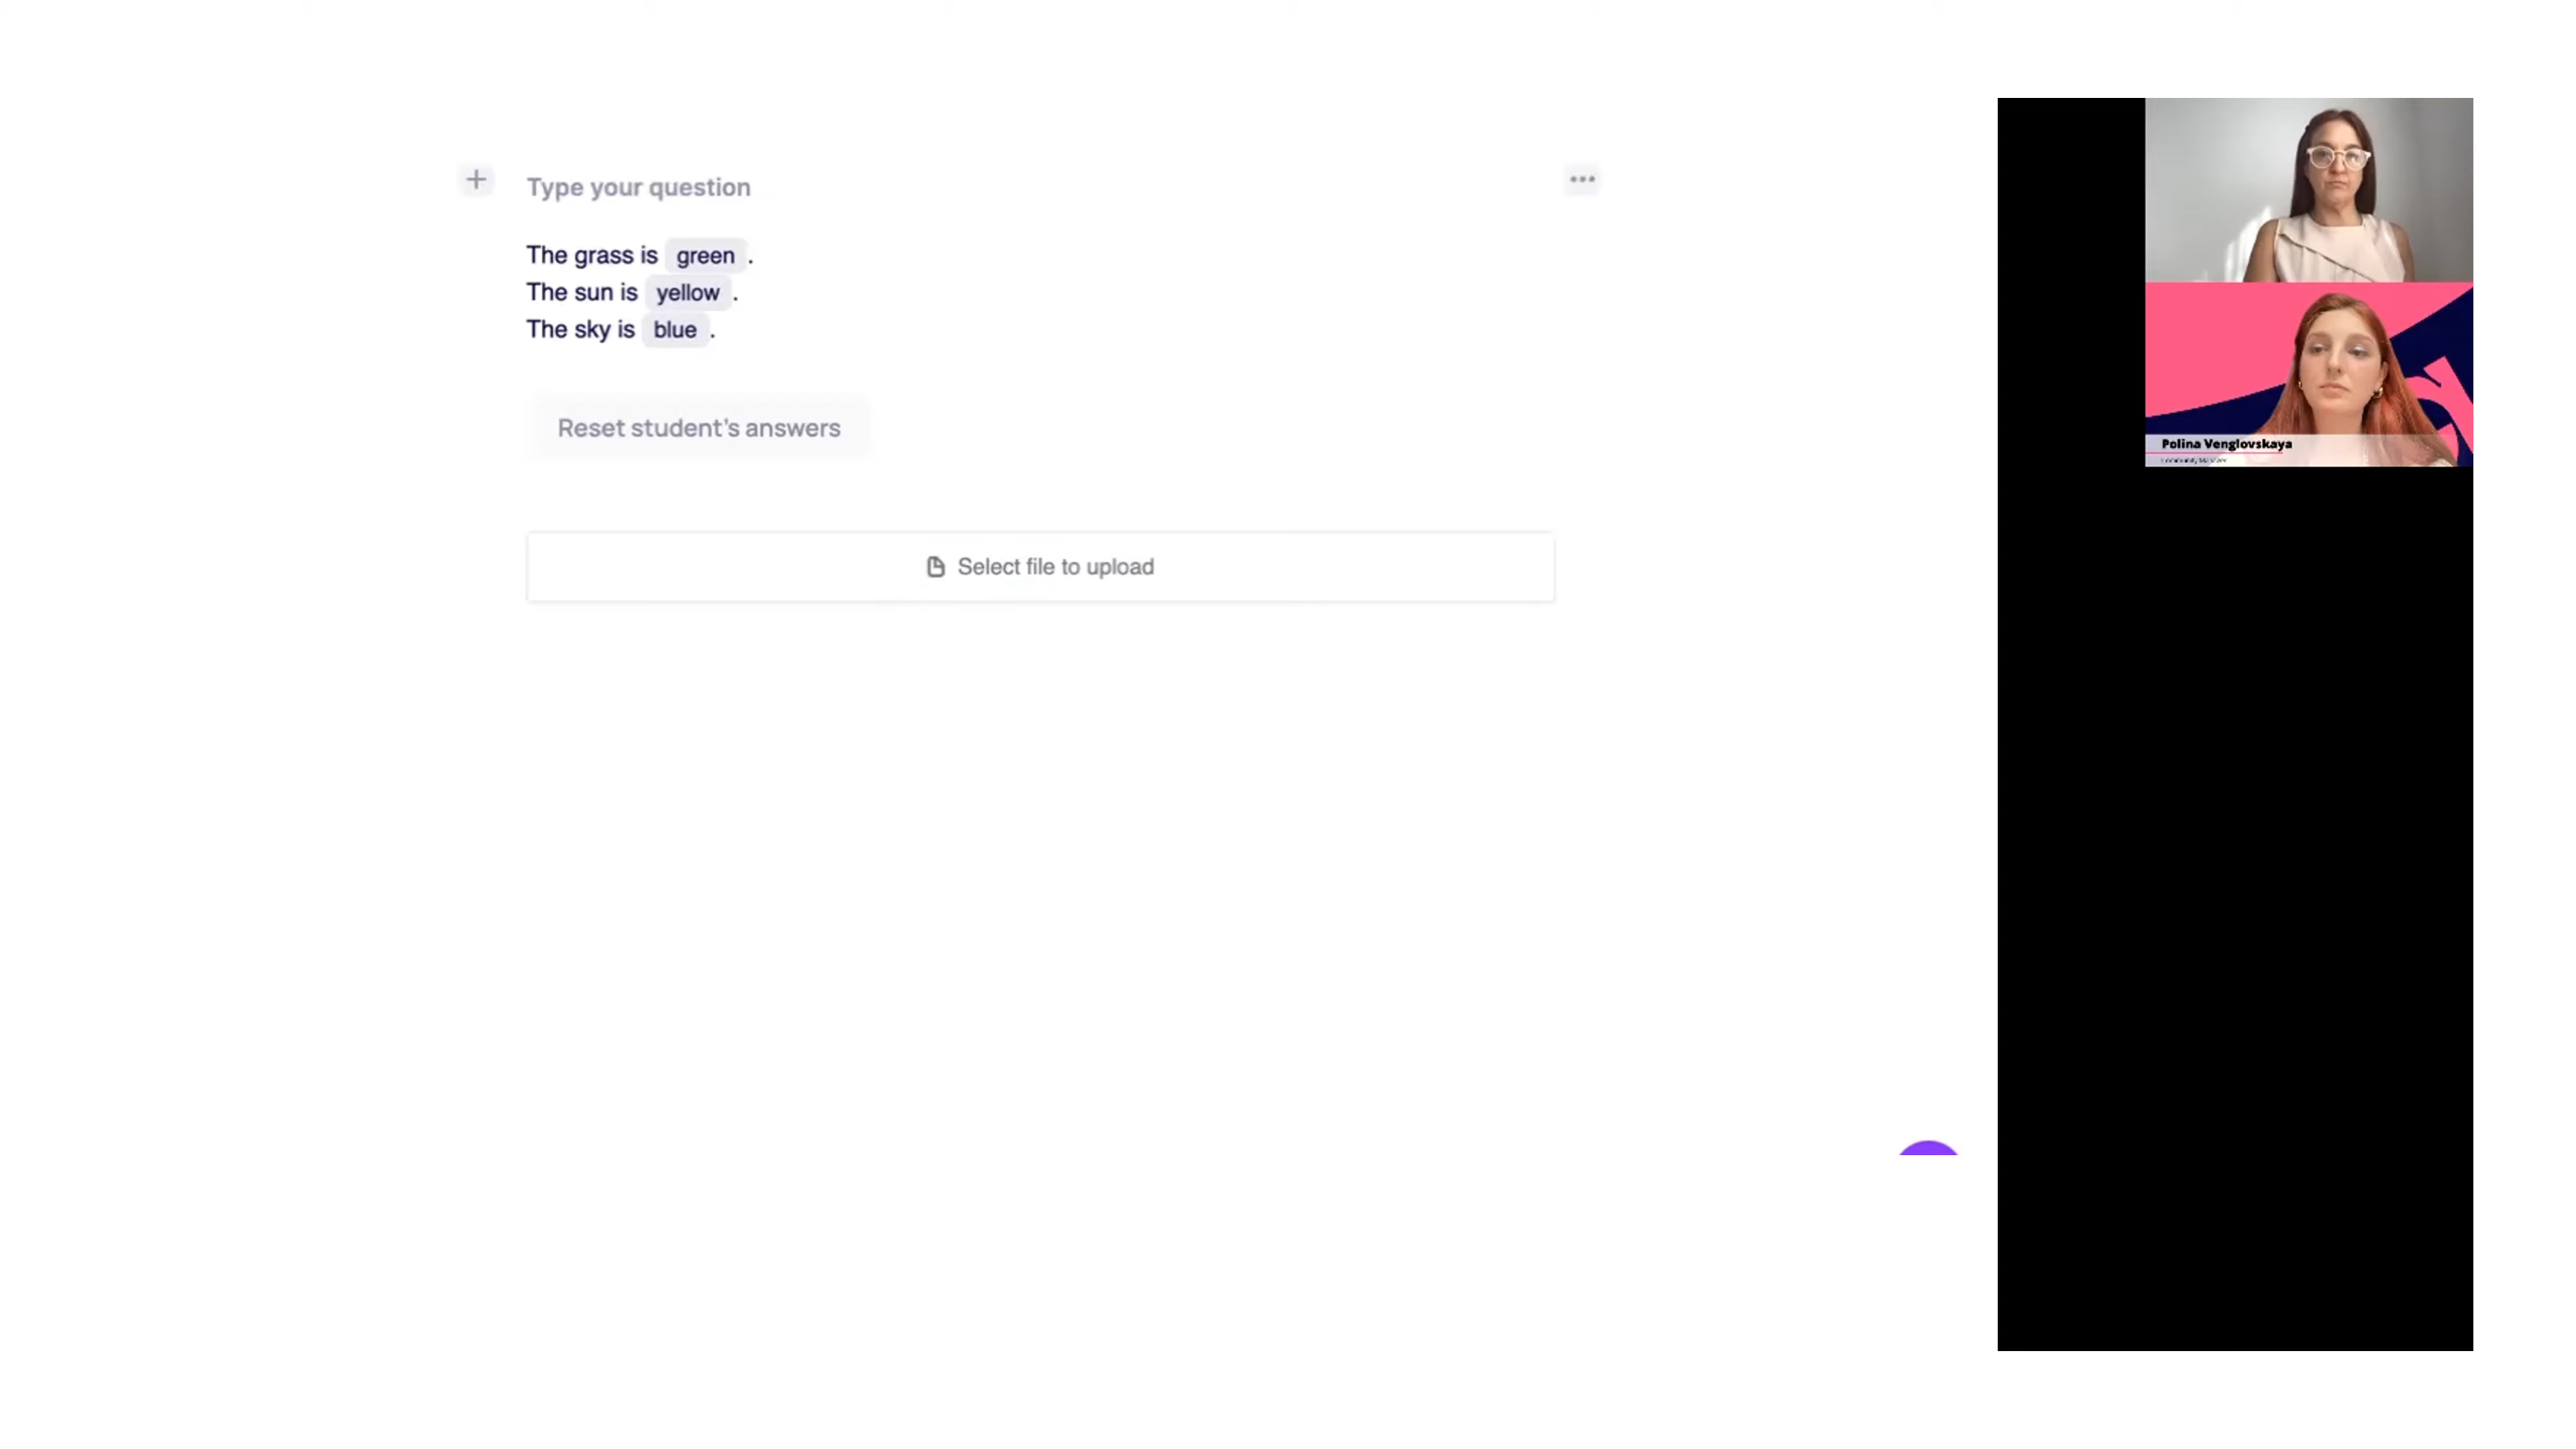 Type your question
The grass is green .
The sun is yellow .
The sky is blue .
Reset student's answers
Select file to upload
Polina Venglovskaya